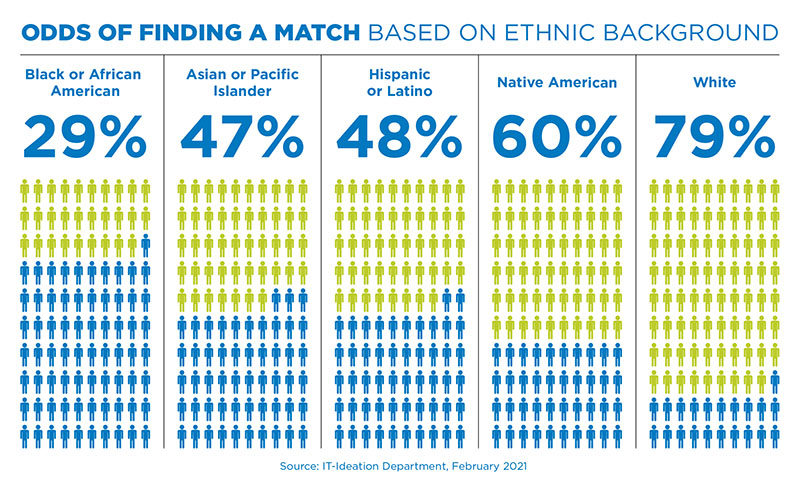 ODDS OF FINDING A MATCH BASED ON ETHNIC BACKGROUND
Black or African
American
29%
Asian or Pacific
Islander
47%
Hispanic
or Latino
48%
Native American
60%
White
79%
Source: IT-Ideation Department, February 2021